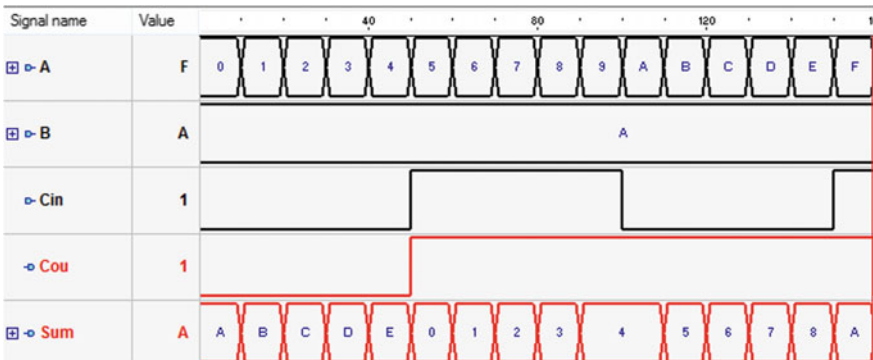 Signal name Value 40 80 120 1
A F 0 1 2 3 4 5 6 7 8 9 A B C D E F
B A A
Cin 1
Cou 1
Sum A A B C D E 0 1 2 3 4 5 6 7 8 A